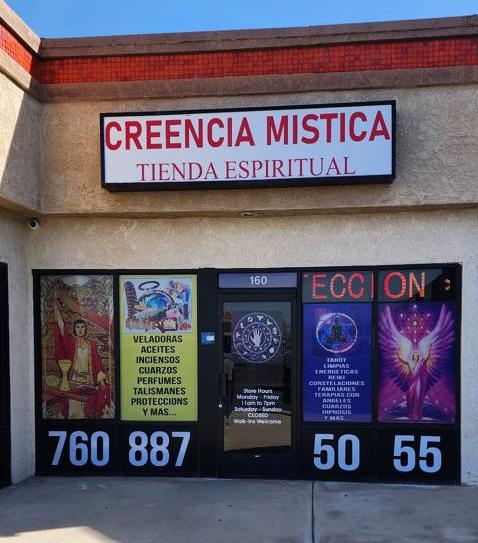 CREENCIA MISTICA
TIENDA ESPIRITUAL
160
ECCION
VELADORAS
ACEITES
INCIENSOS
CUARZOS
PERFUMES
TALISMANES
PROTECCIONS
Y MAS...
Store Hours
Monday - Friday
11am to 7pm
Saturday - Sunday
CLOSED
Walk-ins Welcome
TAROT
LIMPIAS
ENERGETICAS
REIKI
CONSTELACIONES
FAMILIARES
TERAPIAS CON
ANGELES
CUARZOS
HIPNOSIS
Y MAS...
760 887 50 55